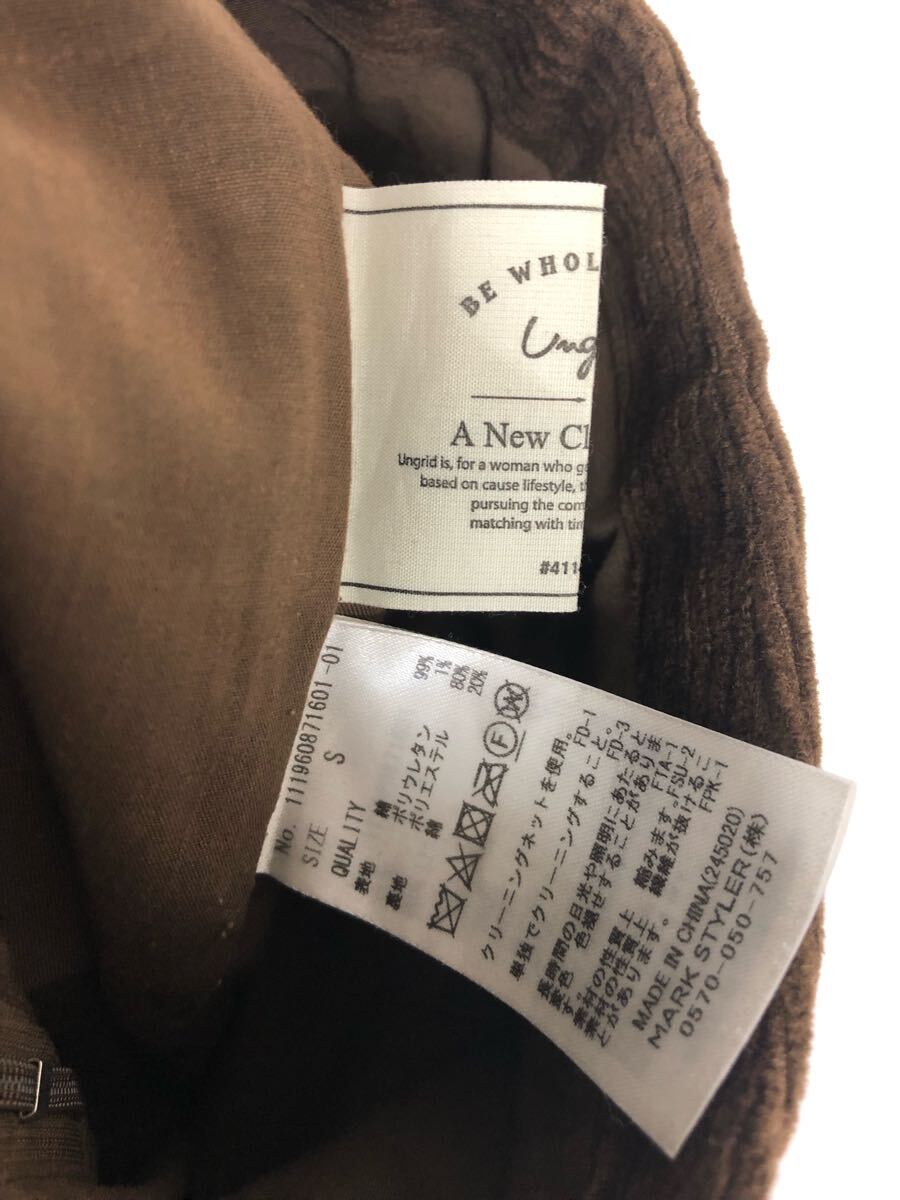 BE WHOL
Ung
A New Cl
Ungrid is, for a woman who g
based on cause lifestyle, t
pursuing the com
matching with tim
#411
No. 111960871601-01
SIZE S
QUALITY
表地 綿 99%
ポリウレタン 1%
裏地 ポリエステル 80%
綿 20%
クリーニングネットを使用。
単独でクリーニングすること。FD-1
長時間の日光や照明にあたると FD-3
変色、色褪せすることがありま
す。 FTA-1
素材の性質上、縮みます。FSU-2
素材の性質上、繊維が抜けるこ
とがあります。 FPK-1
MADE IN CHINA(245020)
MARK STYLER(株)
0570-050-757